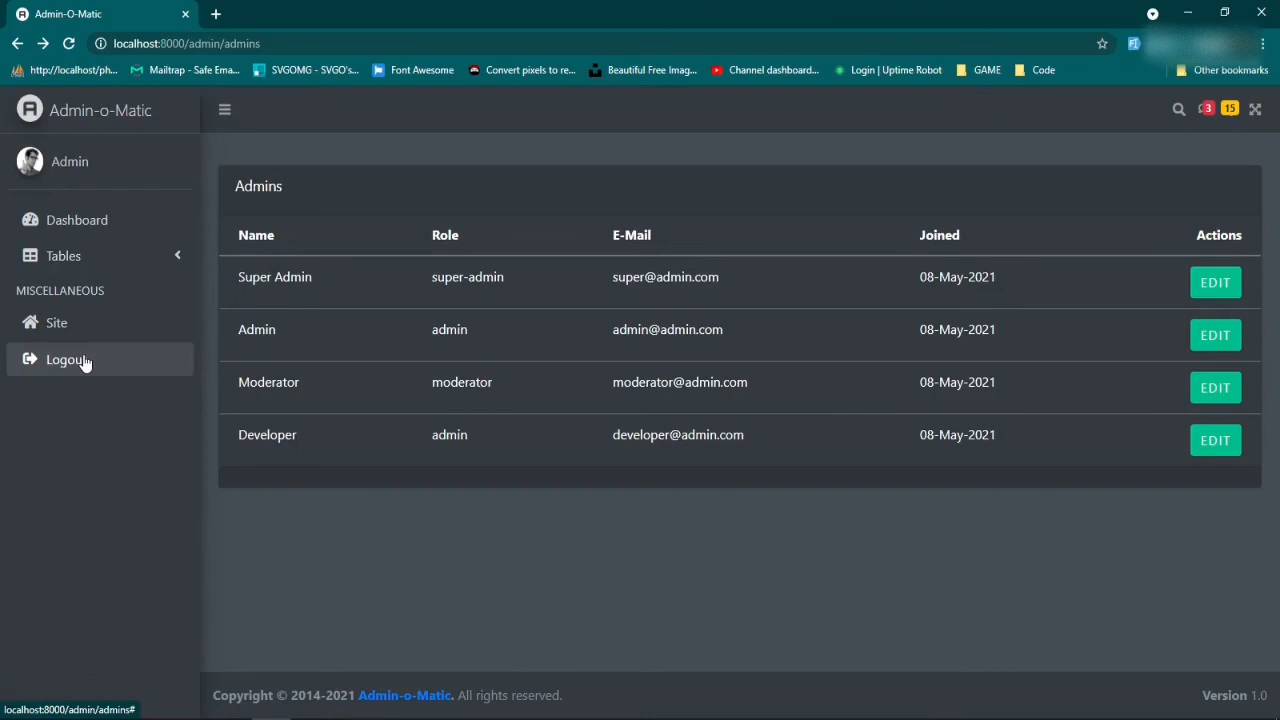 Admin-O-Matic
localhost:8000/admin/admins
http://localhost/ph... Mailtrap - Safe Ema... SVGOMG - SVGO's... Font Awesome Convert pixels to re... Beautiful Free Imag... Channel dashboard... Login | Uptime Robot GAME Code Other bookmarks
Admin-o-Matic
3 15
Admin
Dashboard
Tables
MISCELLANEOUS
Site
Logout
Admins
Name Role E-Mail Joined Actions
Super Admin super-admin super@admin.com 08-May-2021 EDIT
Admin admin admin@admin.com 08-May-2021 EDIT
Moderator moderator moderator@admin.com 08-May-2021 EDIT
Developer admin developer@admin.com 08-May-2021 EDIT
Copyright © 2014-2021 Admin-o-Matic. All rights reserved. Version 1.0
localhost:8000/admin/admins#